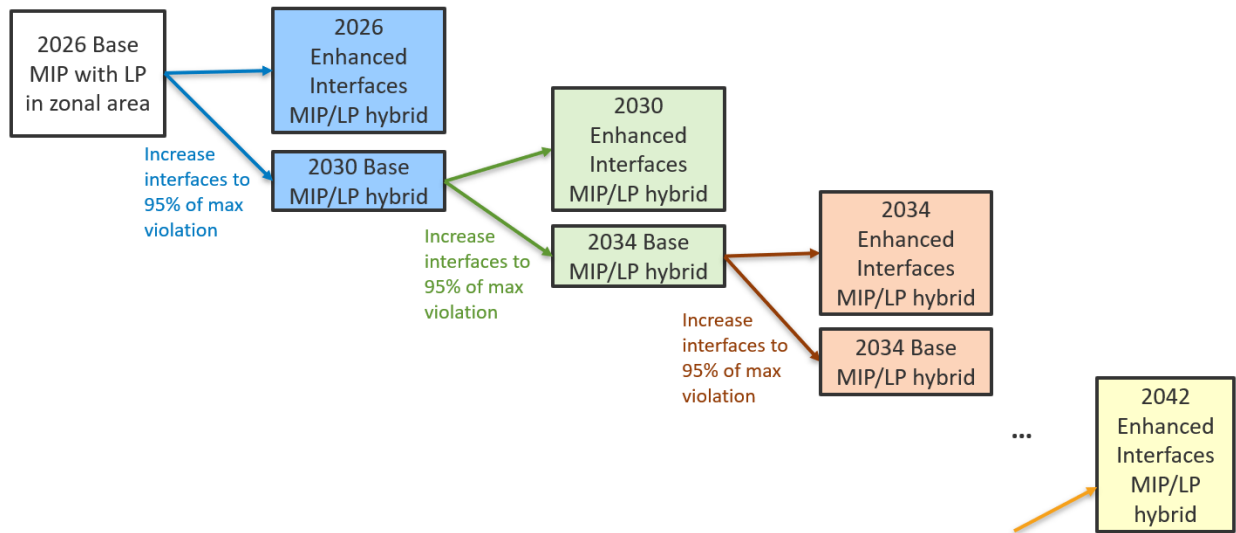 2026 Base
MIP with LP
in zonal area
2026
Enhanced
Interfaces
MIP/LP hybrid
Increase
interfaces to
95% of max
violation
2030 Base
MIP/LP hybrid
2030
Enhanced
Interfaces
MIP/LP hybrid
Increase
interfaces to
95% of max
violation
2034 Base
MIP/LP hybrid
2034
Enhanced
Interfaces
MIP/LP hybrid
Increase
interfaces to
95% of max
violation
2034 Base
MIP/LP hybrid
...
2042
Enhanced
Interfaces
MIP/LP
hybrid